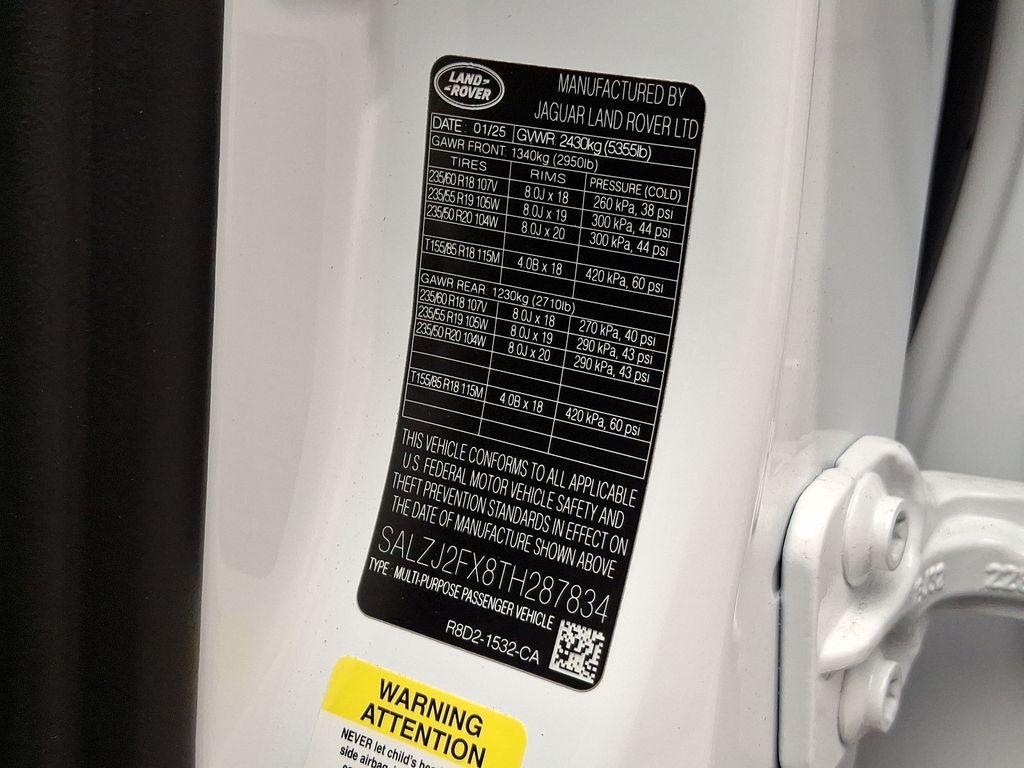 LAND-
-ROVER
MANUFACTURED BY
JAGUAR LAND ROVER LTD
DATE: 01/25 GVWR: 2430kg (5355lb)
GAWR FRONT: 1340kg (2950lb)
TIRES RIMS PRESSURE (COLD)
235/60 R18 107V 8.0J x 18 260 kPa, 38 psi
235/55 R19 105W 8.0J x 19 300 kPa, 44 psi
235/50 R20 104W 8.0J x 20 300 kPa, 44 psi
T155/85 R18 115M 4.0B x 18 420 kPa, 60 psi
GAWR REAR: 1230kg (2710lb)
235/60 R18 107V 8.0J x 18 270 kPa, 40 psi
235/55 R19 105W 8.0J x 19 290 kPa, 43 psi
235/50 R20 104W 8.0J x 20 290 kPa, 43 psi
T155/85 R18 115M 4.0B x 18 420 kPa, 60 psi
THIS VEHICLE CONFORMS TO ALL APPLICABLE
U.S. FEDERAL MOTOR VEHICLE SAFETY AND
THEFT PREVENTION STANDARDS IN EFFECT ON
THE DATE OF MANUFACTURE SHOWN ABOVE
SALZJ2FX8TH287834
TYPE : MULTI-PURPOSE PASSENGER VEHICLE
R8D2-1532-CA
WARNING
ATTENTION
NEVER let child's
side airbag